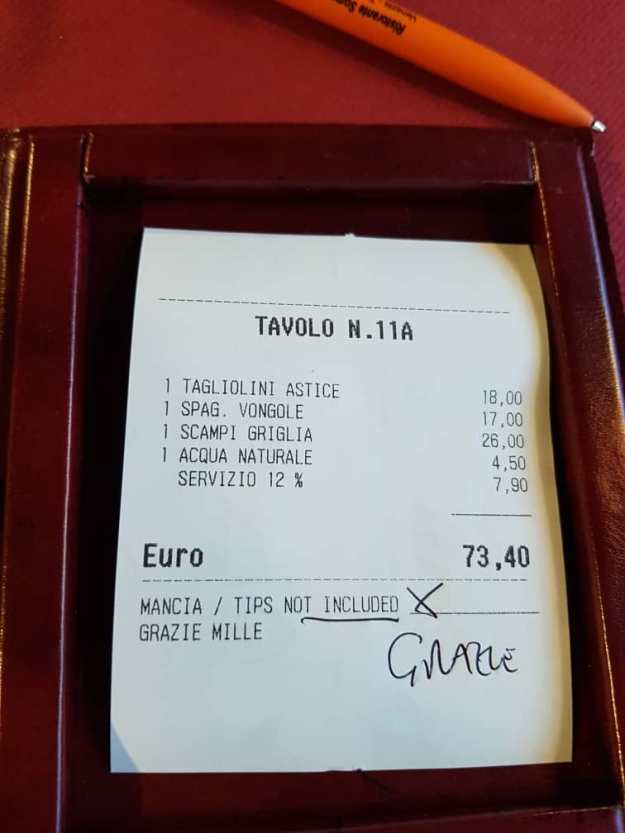 Ristorante
TAVOLO N.11A
1 TAGLIOLINI ASTICE 18,00
1 SPAG. VONGOLE 17,00
1 SCAMPI GRIGLIA 26,00
1 ACQUA NATURALE 4,50
SERVIZIO 12 % 7,90
Euro 73,40
MANCIA / TIPS NOT INCLUDED X
GRAZIE MILLE
GRAZIE